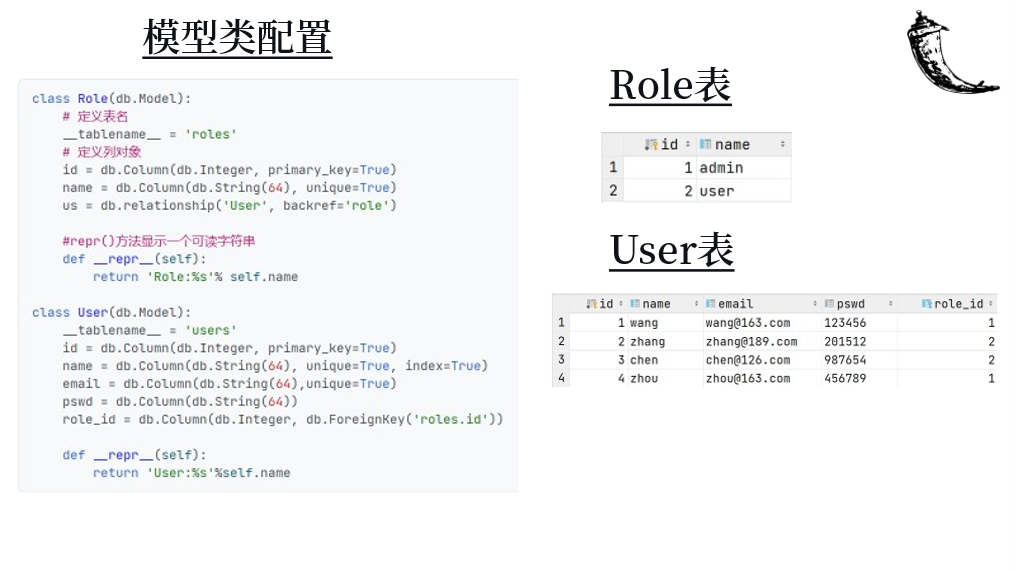 模型类配置
class Role(db.Model):
    # 定义表名
    __tablename__ = 'roles'
    # 定义列对象
    id = db.Column(db.Integer, primary_key=True)
    name = db.Column(db.String(64), unique=True)
    us = db.relationship('User', backref='role')

    #repr()方法显示一个可读字符串
    def __repr__(self):
        return 'Role:%s'% self.name

class User(db.Model):
    __tablename__ = 'users'
    id = db.Column(db.Integer, primary_key=True)
    name = db.Column(db.String(64), unique=True, index=True)
    email = db.Column(db.String(64),unique=True)
    pswd = db.Column(db.String(64))
    role_id = db.Column(db.Integer, db.ForeignKey('roles.id'))

    def __repr__(self):
        return 'User:%s'%self.name
Role表
id name
1 1 admin
2 2 user
User表
id name email pswd role_id
1 1 wang wang@163.com 123456 1
2 2 zhang zhang@189.com 201512 2
3 3 chen chen@126.com 987654 2
4 4 zhou zhou@163.com 456789 1